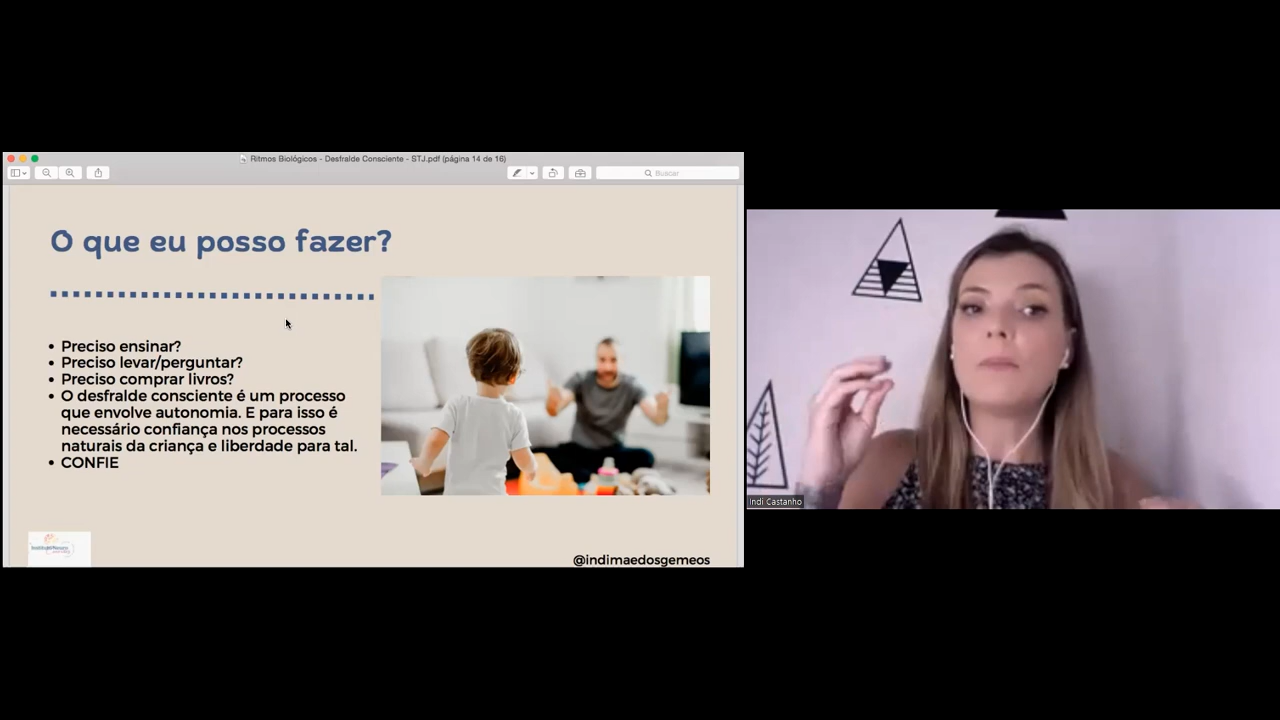 Ritmos Biológicos - Desfralde Consciente - STJ.pdf (página 14 de 16)
Buscar
O que eu posso fazer?
• Preciso ensinar?
• Preciso levar/perguntar?
• Preciso comprar livros?
• O desfralde consciente é um processo
que envolve autonomia. E para isso é
necessário confiança nos processos
naturais da criança e liberdade para tal.
• CONFIE
@indimaedosgemeos
Indi Castanho